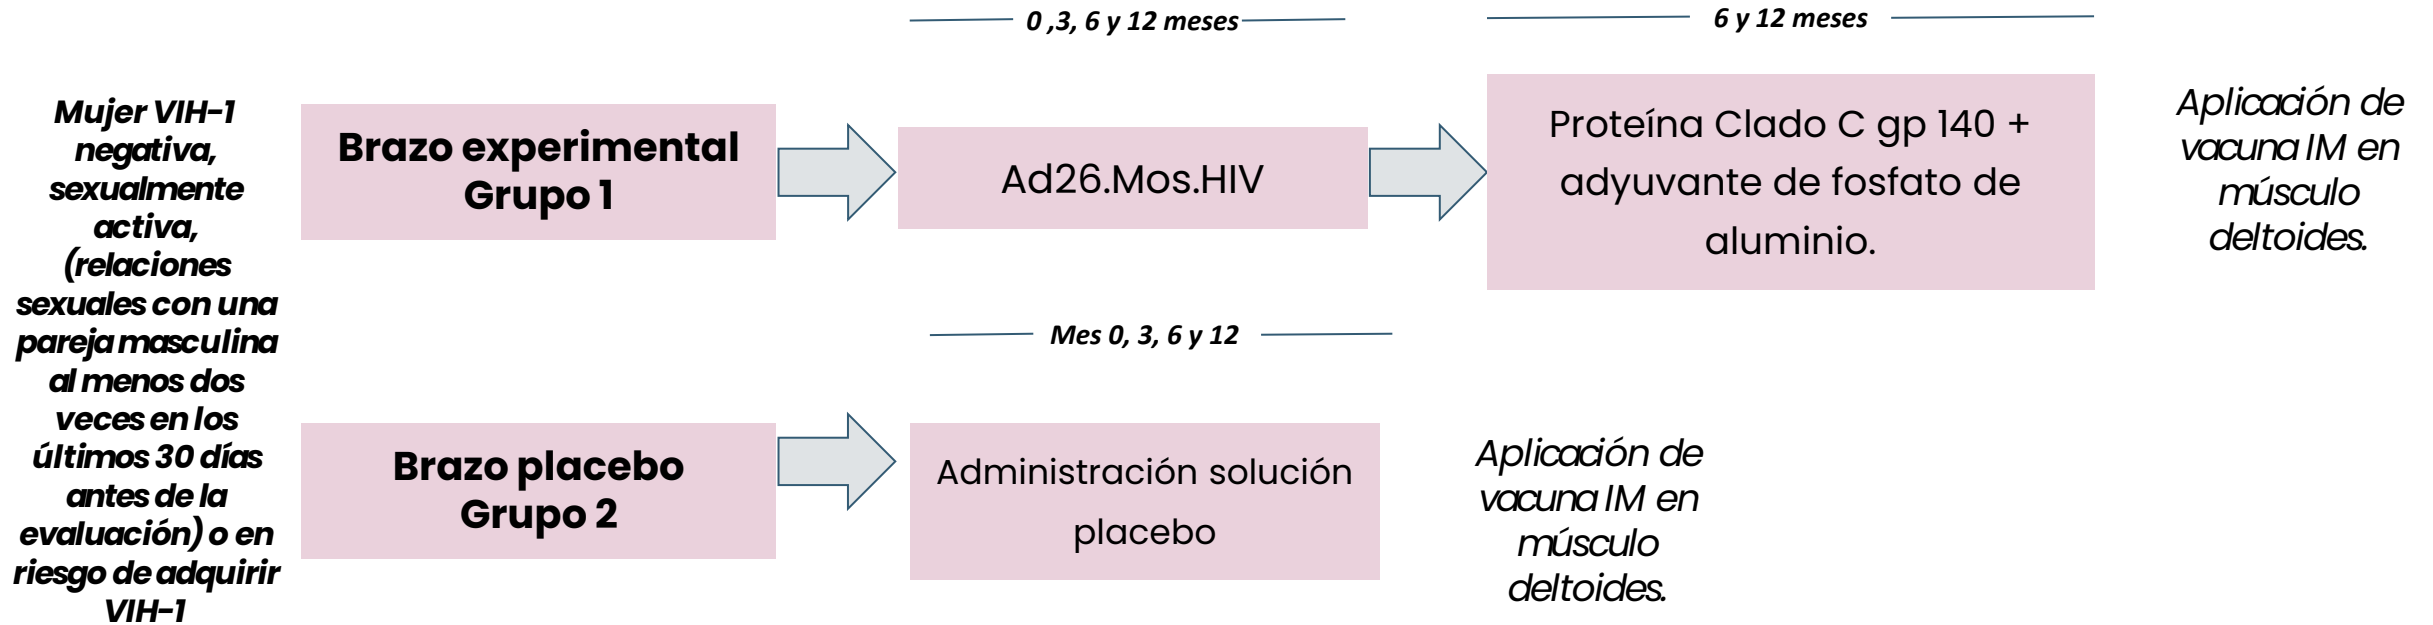 0 ,3, 6 y 12 meses
6 y 12 meses
Mujer VIH-1
negativa,
sexualmente
activa,
(relaciones
sexuales con una
pareja masculina
al menos dos
veces en los
últimos 30 días
antes de la
evaluación) o en
riesgo de adquirir
VIH-1
Brazo experimental
Grupo 1
Ad26.Mos.HIV
Proteína Clado C gp 140 +
adyuvante de fosfato de
aluminio.
Aplicación de
vacuna IM en
músculo
deltoides.
Mes 0, 3, 6 y 12
Brazo placebo
Grupo 2
Administración solución
placebo
Aplicación de
vacuna IM en
músculo
deltoides.